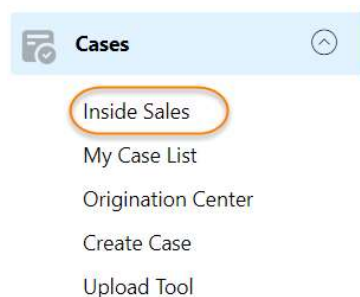 Cases
Inside Sales
My Case List
Origination Center
Create Case
Upload Tool